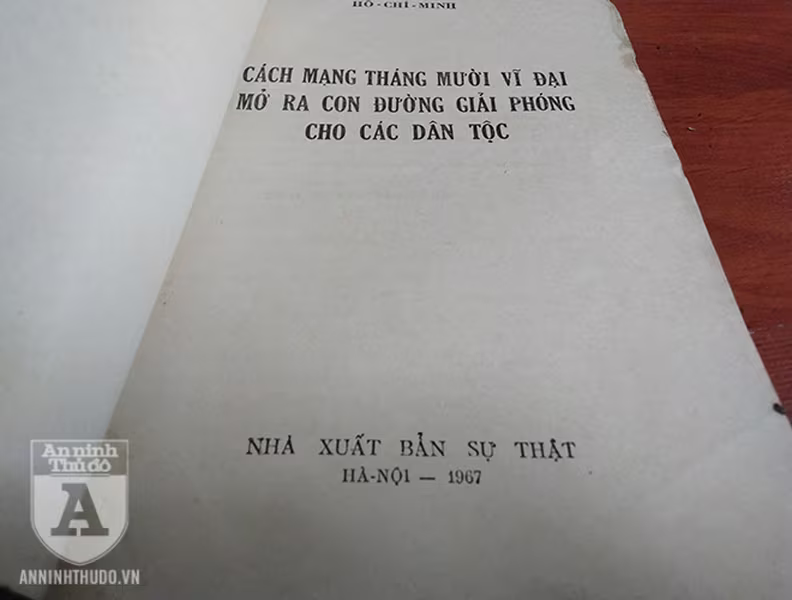 HỒ-CHÍ-MINH
CÁCH MẠNG THÁNG MƯỜI VĨ ĐẠI
MỞ RA CON ĐƯỜNG GIẢI PHÓNG
CHO CÁC DÂN TỘC
NHÀ XUẤT BẢN SỰ THẬT
HÀ-NỘI — 1967
An ninh
Thủ đô
A
ANNINHTHUDO.VN